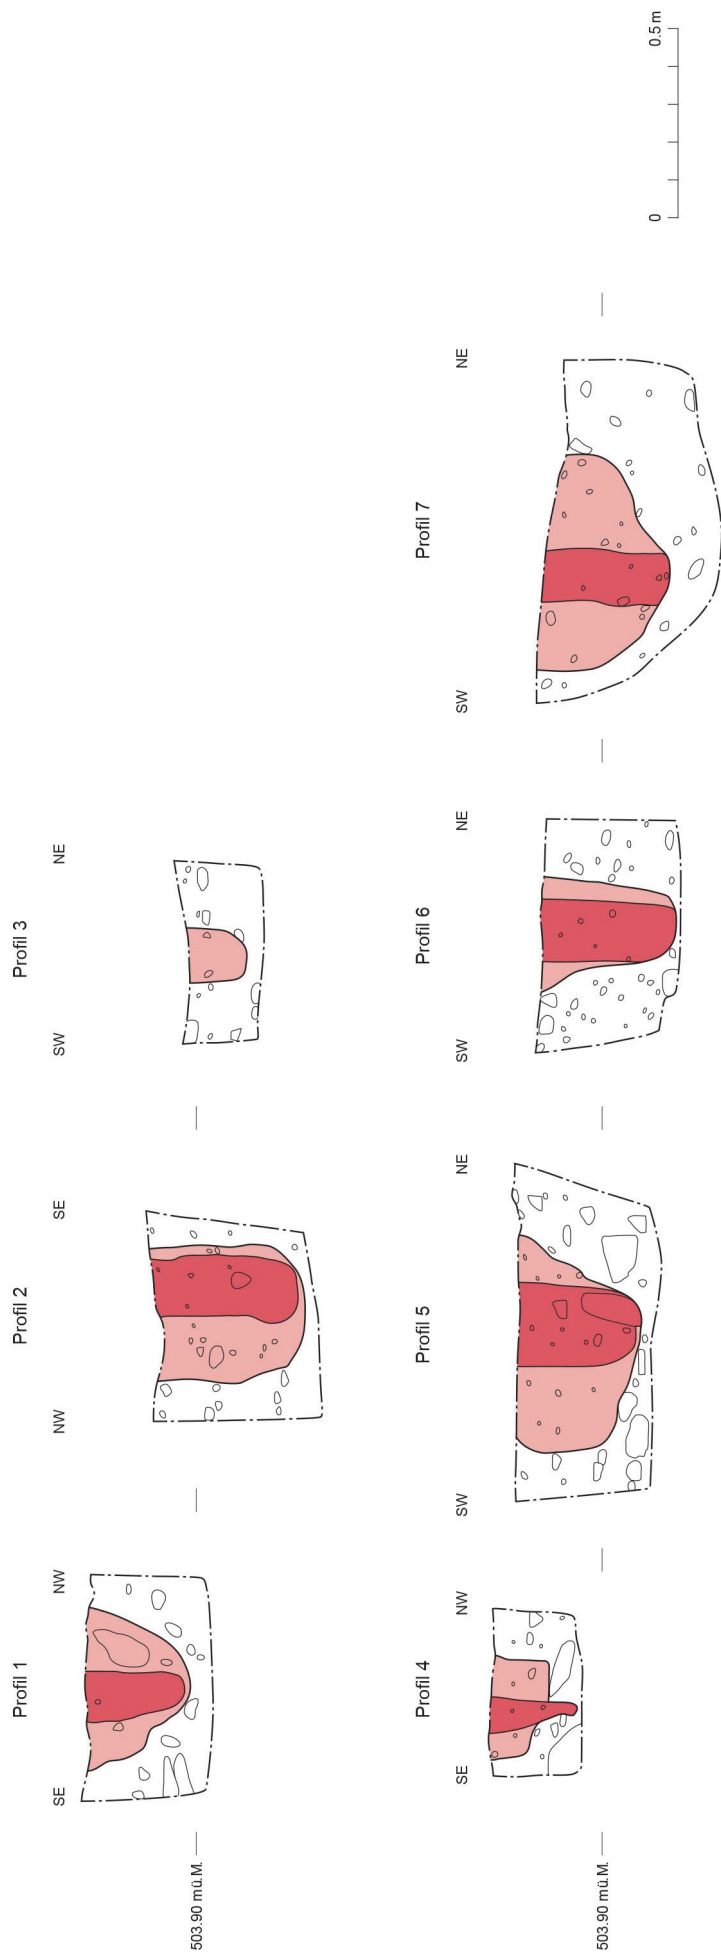 Profil 1
SE
NW
Profil 2
NW
SE
Profil 3
SW
NE
503.90 mü.M.
Profil 4
SE
NW
Profil 5
SW
NE
Profil 6
SW
NE
Profil 7
SW
NE
503.90 mü.M.
0
0.5 m